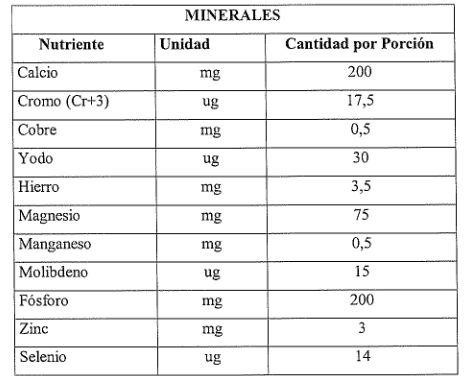 MINERALES
Nutriente Unidad Cantidad por Porción
Calcio mg 200
Cromo (Cr+3) ug 17,5
Cobre mg 0,5
Yodo ug 30
Hierro mg 3,5
Magnesio mg 75
Manganeso mg 0,5
Molibdeno ug 15
Fósforo mg 200
Zinc mg 3
Selenio ug 14